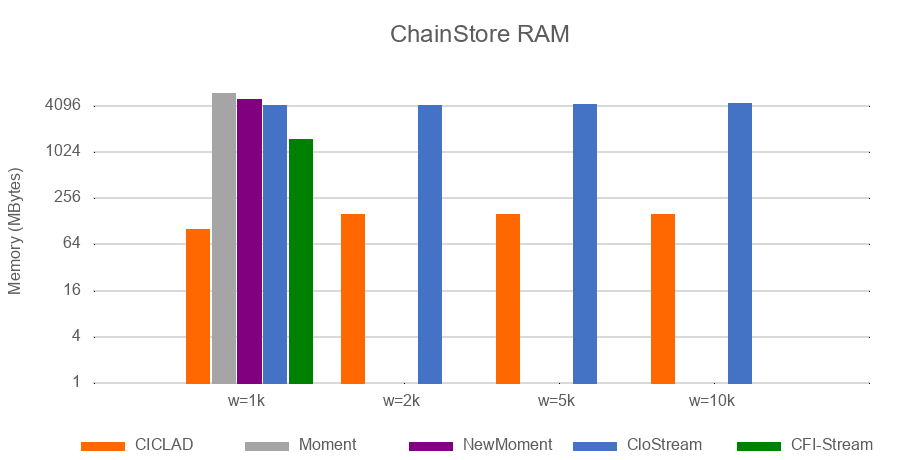 ChainStore RAM
Memory (MBytes)
4096
1024
256
64
16
4
1
w=1k w=2k w=5k w=10k
CICLAD Moment NewMoment CloStream CFI-Stream